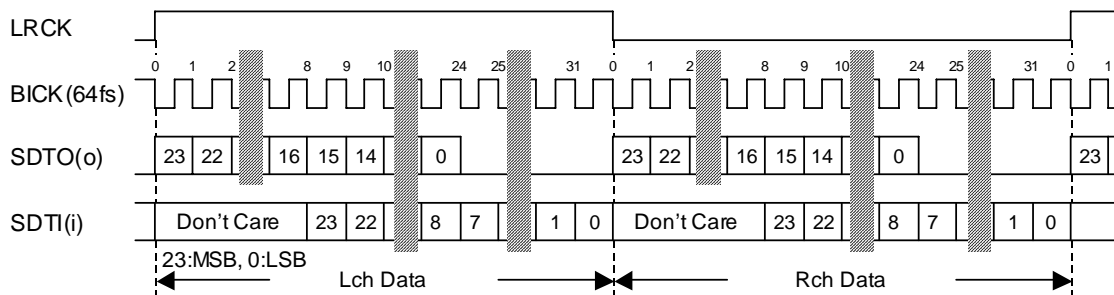 LRCK
0 1 2 8 9 10 24 25 31 0 1 2 8 9 10 24 25 31 0 1
BICK(64fs)
SDTO(o) 23 22 16 15 14 0 23 22 16 15 14 0 23
SDTI(i) Don't Care 23 22 8 7 1 0 Don't Care 23 22 8 7 1 0
23:MSB, 0:LSB
Lch Data Rch Data